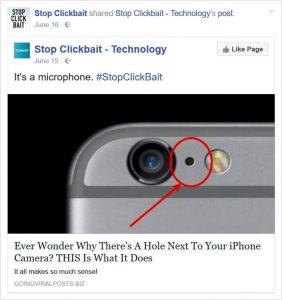 STOP
CLICK
BAIT
Stop Clickbait shared Stop Clickbait - Technology's post.
June 16
Stop Clickbait - Technology
June 15
Like Page
It's a microphone. #StopClickBait
Ever Wonder Why There's A Hole Next To Your iPhone
Camera? THIS Is What It Does
It all makes so much sense!
GOINGVIRALPOSTS.BIZ